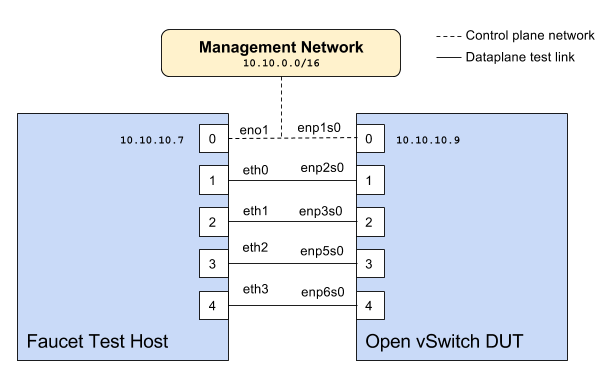 Management Network
10.10.0.0/16
Control plane network
Dataplane test link
10.10.10.7 0 eno1 enp1s0 0 10.10.10.9
1 eth0 enp2s0 1
2 eth1 enp3s0 2
3 eth2 enp5s0 3
4 eth3 enp6s0 4
Faucet Test Host
Open vSwitch DUT